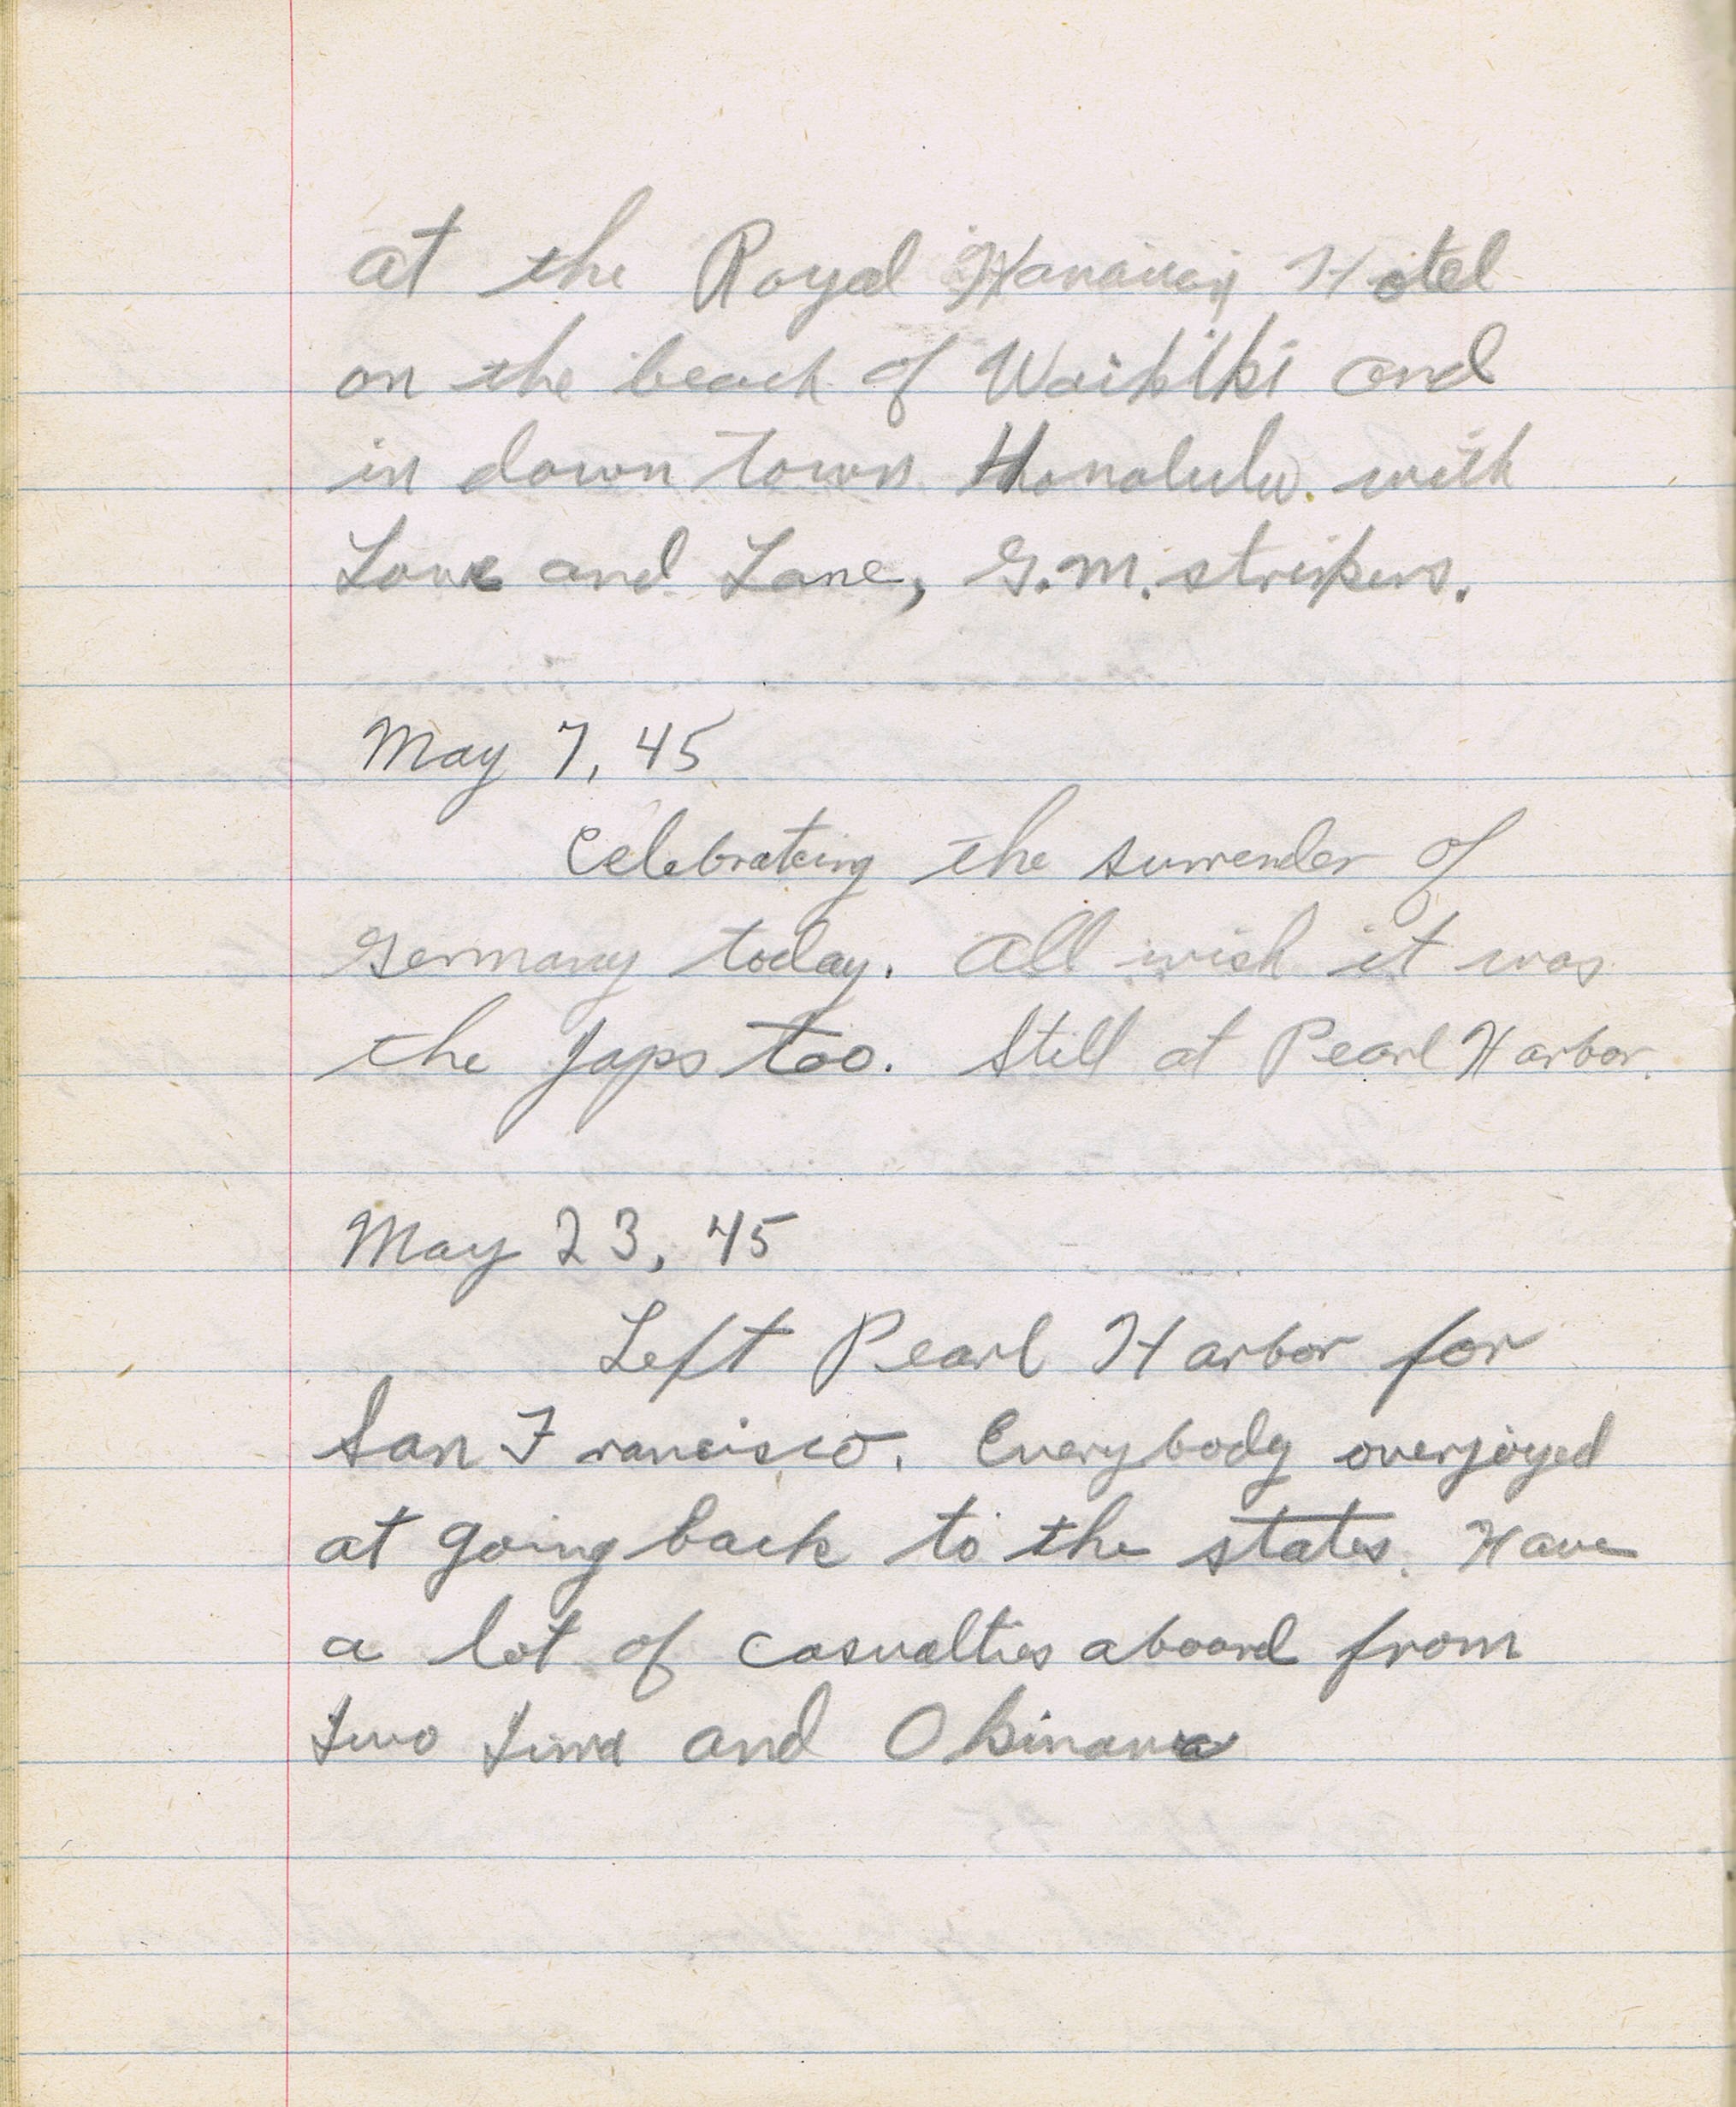 at the Royal Hawaiian Hotel
on the beach of Waikiki and
in down town Honolulu with
Love and Lane, G.M. strikers.
May 7, 45
Celebrating the surrender of
Germany today. All wish it was
the Japs too. Still at Pearl Harbor.
May 23, 45
Left Pearl Harbor for
San Francisco. Everybody overjoyed
at going back to the states. Have
a lot of casualties aboard from
Iwo Jima and Okinawa